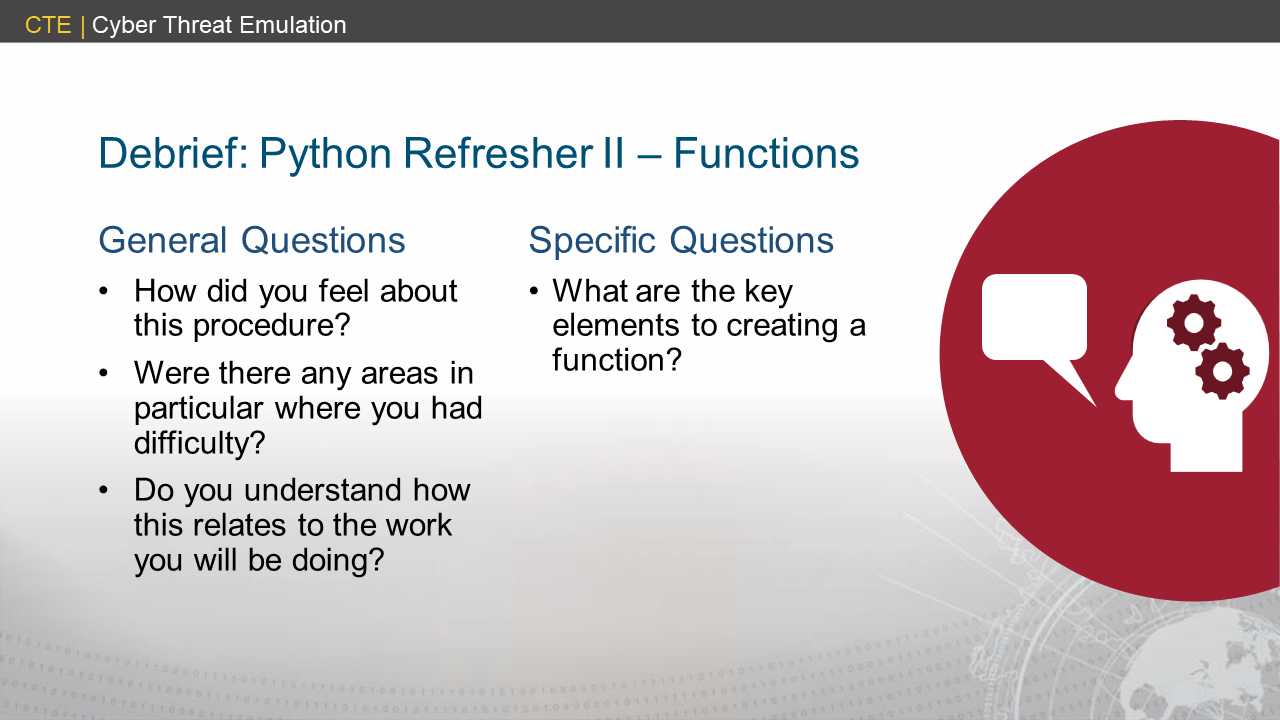 CTE | Cyber Threat Emulation
Debrief: Python Refresher II – Functions
General Questions
• How did you feel about
this procedure?
• Were there any areas in
particular where you had
difficulty?
• Do you understand how
this relates to the work
you will be doing?
Specific Questions
• What are the key
elements to creating a
function?